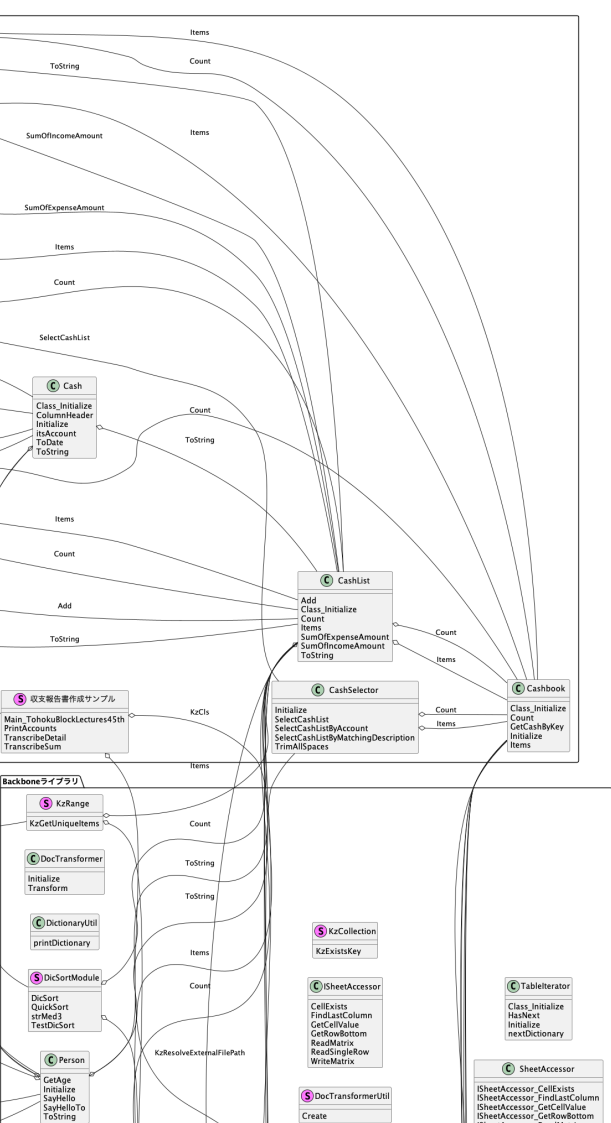 Items
Count
ToString
SumOfIncomeAmount
Items
SumOfExpenseAmount
Items
Count
SelectCashList
C Cash
Class_Initialize
ColumnHeader
Initialize
itsAccount
ToDate
ToString
Count
ToString
Items
Count
Add
ToString
C CashList
Add
Class_Initialize
Count
Items
SumOfExpenseAmount
SumOfIncomeAmount
ToString
Count
Items
C CashSelector
Initialize
SelectCashList
SelectCashListByAccount
SelectCashListByMatchingDescription
TrimAllSpaces
Count
Items
C Cashbook
Class_Initialize
Count
GetCashByKey
Initialize
Items
S 収支報告書作成サンプル
Main_TohokuBlockLectures45th
PrintAccounts
TranscribeDetail
TranscribeSum
KzCls
Items
Backboneライブラリ
S KzRange
KzGetUniqueItems
Count
C DocTransformer
Initialize
Transform
ToString
ToString
C DictionaryUtil
printDictionary
Items
S DicSortModule
DicSort
QuickSort
strMed3
TestDicSort
Count
KzResolveExternalFilePath
C Person
GetAge
Initialize
SayHello
SayHelloTo
ToString
S KzCollection
KzExistsKey
C ISheetAccessor
CellExists
FindLastColumn
GetCellValue
GetRowBottom
ReadMatrix
ReadSingleRow
WriteMatrix
S DocTransformerUtil
Create
C TableIterator
Class_Initialize
HasNext
Initialize
nextDictionary
C SheetAccessor
ISheetAccessor_CellExists
ISheetAccessor_FindLastColumn
ISheetAccessor_GetCellValue
ISheetAccessor_GetRowBottom